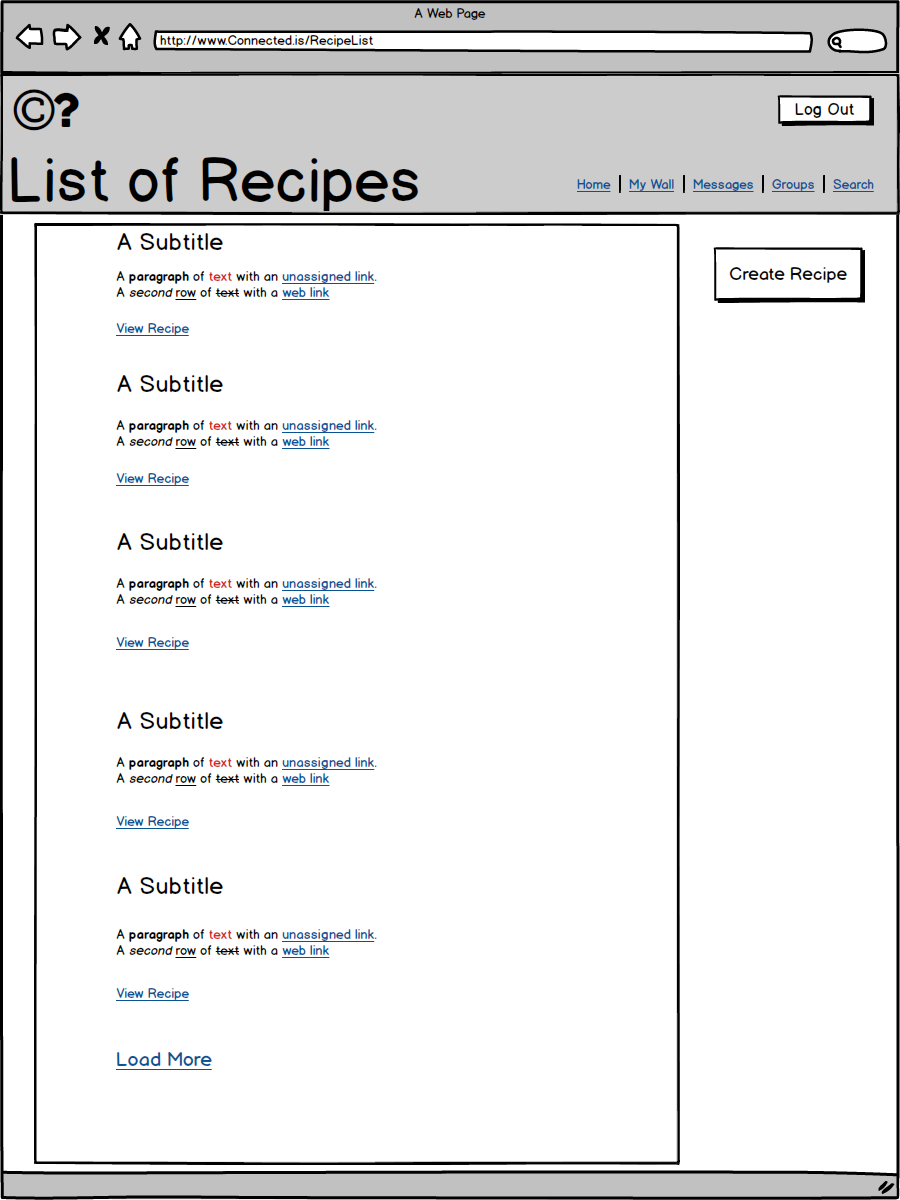 A Web Page
http://www.Connected.is/RecipeList
©?
Log Out
List of Recipes
Home | My Wall | Messages | Groups | Search
A Subtitle
A paragraph of text with an unassigned link.
A second row of text with a web link
View Recipe
Create Recipe
A Subtitle
A paragraph of text with an unassigned link.
A second row of text with a web link
View Recipe
A Subtitle
A paragraph of text with an unassigned link.
A second row of text with a web link
View Recipe
A Subtitle
A paragraph of text with an unassigned link.
A second row of text with a web link
View Recipe
A Subtitle
A paragraph of text with an unassigned link.
A second row of text with a web link
View Recipe
Load More